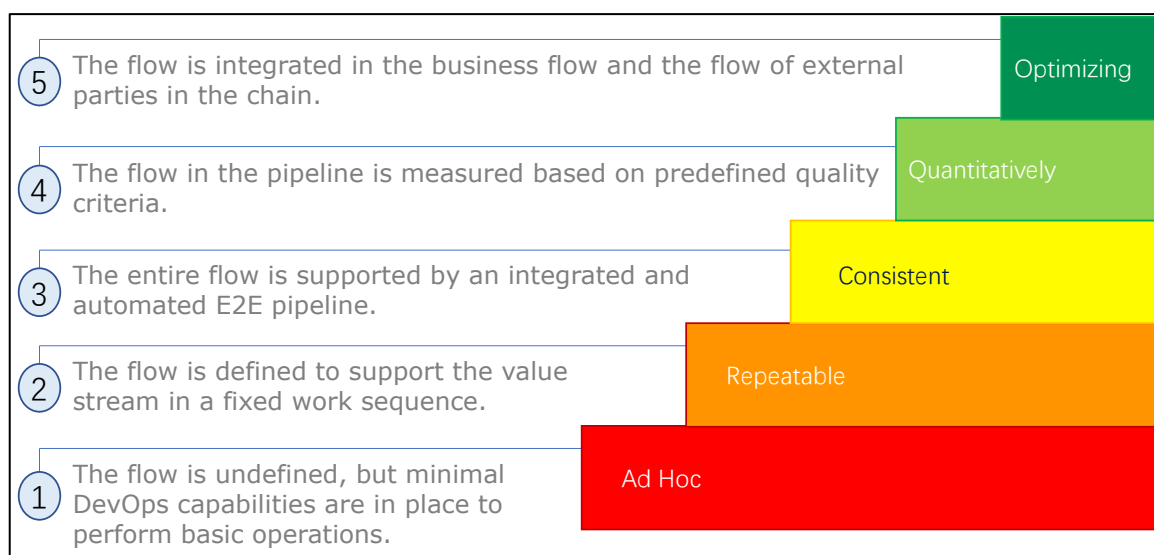 5
The flow is integrated in the business flow and the flow of external
parties in the chain.
Optimizing
4
The flow in the pipeline is measured based on predefined quality
criteria.
Quantitatively
3
The entire flow is supported by an integrated and
automated E2E pipeline.
Consistent
2
The flow is defined to support the value
stream in a fixed work sequence.
Repeatable
1
The flow is undefined, but minimal
DevOps capabilities are in place to
perform basic operations.
Ad Hoc